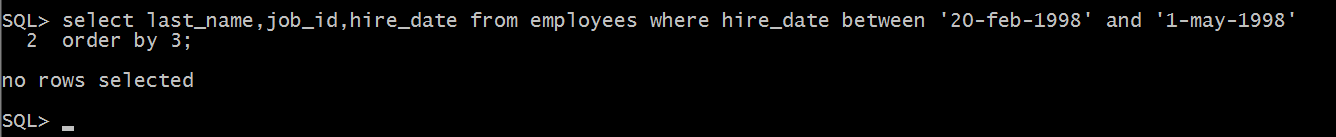 SQL> select last_name,job_id,hire_date from employees where hire_date between '20-feb-1998' and '1-may-1998'
  2  order by 3;
no rows selected
SQL> _